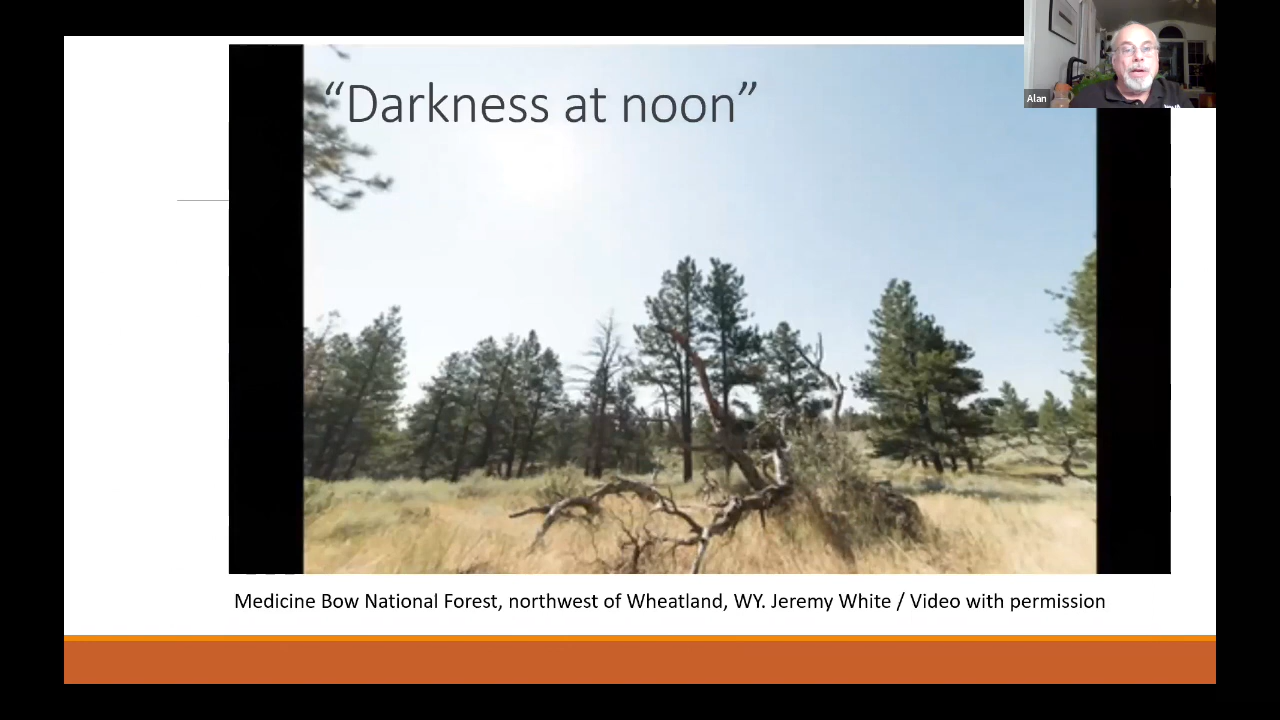 “Darkness at noon”
Alan
Medicine Bow National Forest, northwest of Wheatland, WY. Jeremy White / Video with permission